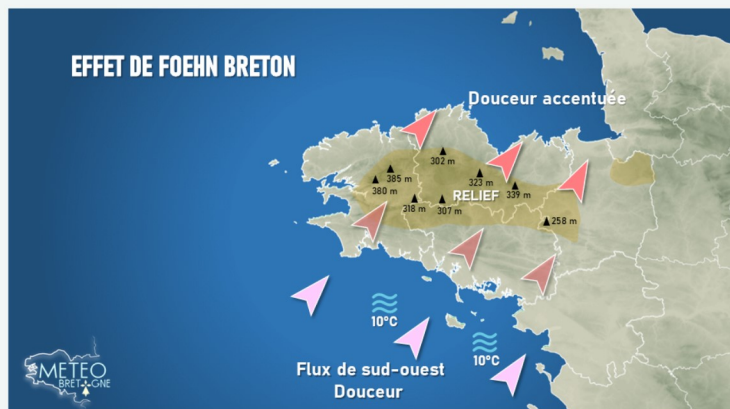 EFFET DE FOEHN BRETON
Douceur accentuée
302 m
385 m
380 m
323 m
RELIEF
339 m
318 m
307 m
258 m
10°C
10°C
Flux de sud-ouest
Douceur
METEO
BRETAGNE